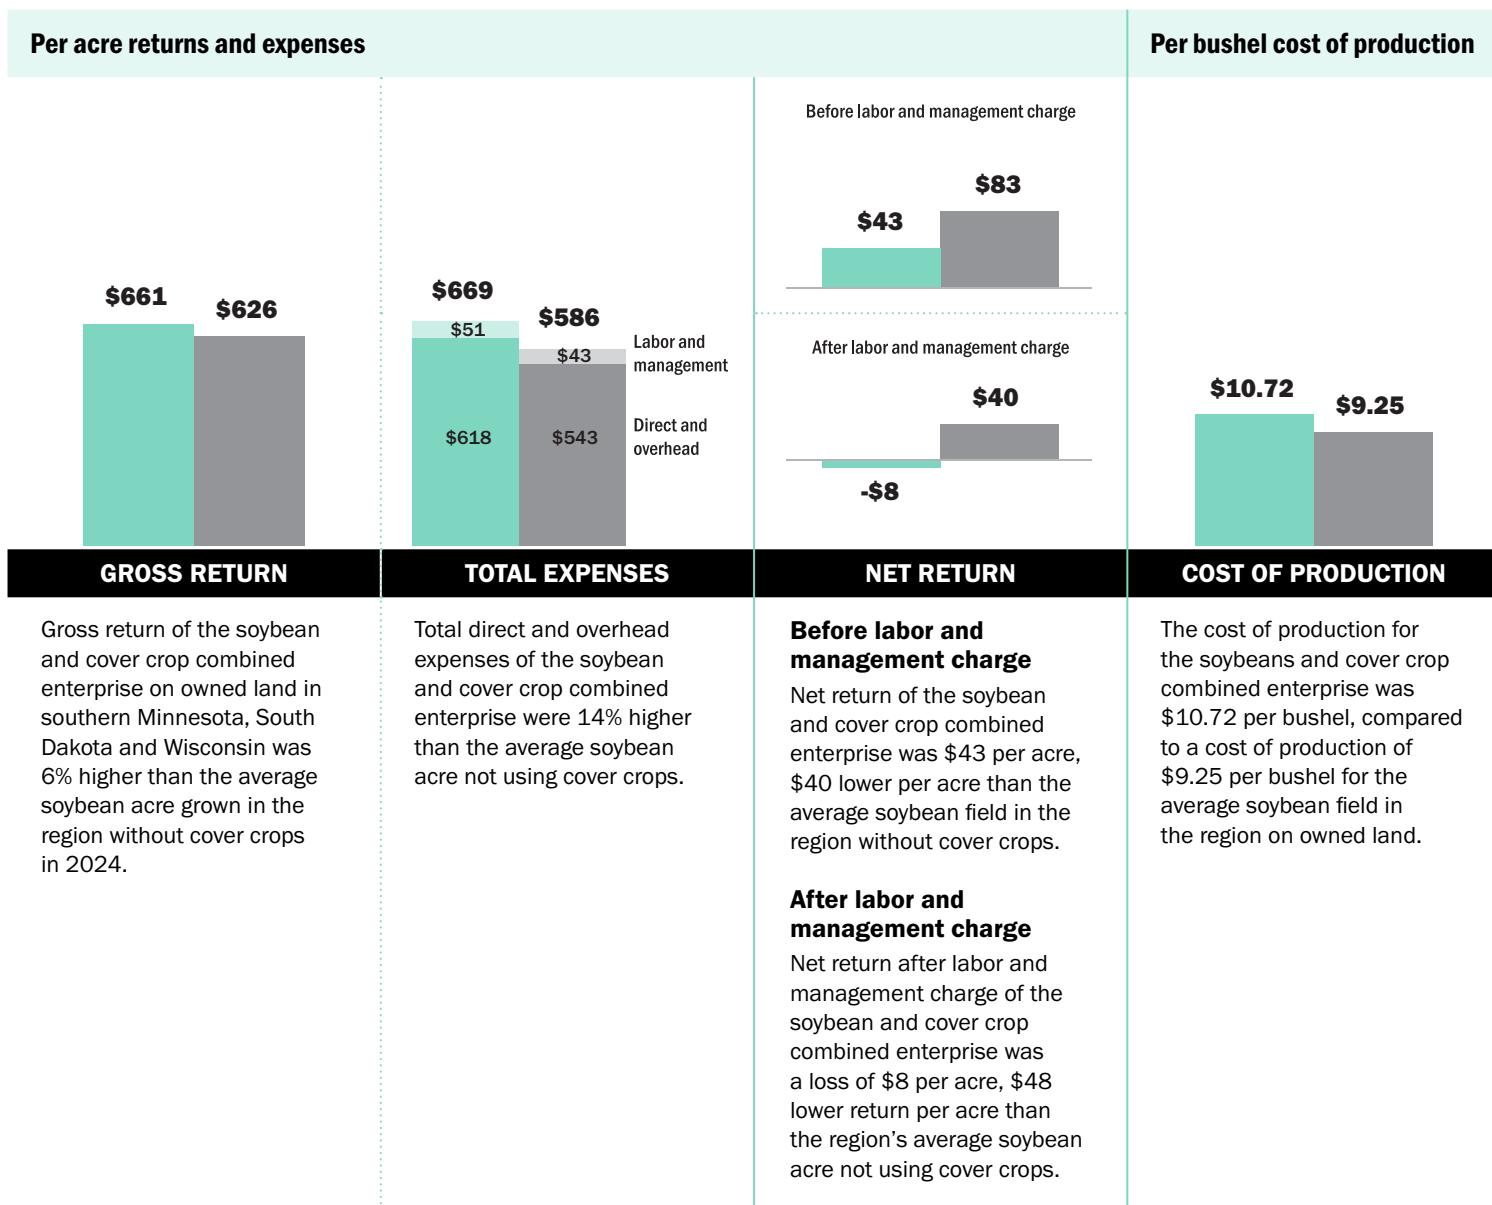 Per acre returns and expenses
Per bushel cost of production
$661
$626
$669
$51
$618
$586
$43
$543
Labor and
management
Direct and
overhead
Before labor and management charge
$43
$83
After labor and management charge
$40
-$8
$10.72
$9.25
GROSS RETURN
TOTAL EXPENSES
NET RETURN
COST OF PRODUCTION
Gross return of the soybean
and cover crop combined
enterprise on owned land in
southern Minnesota, South
Dakota and Wisconsin was
6% higher than the average
soybean acre grown in the
region without cover crops
in 2024.
Total direct and overhead
expenses of the soybean
and cover crop combined
enterprise were 14% higher
than the average soybean
acre not using cover crops.
Before labor and
management charge
Net return of the soybean
and cover crop combined
enterprise was $43 per acre,
$40 lower per acre than the
average soybean field in the
region without cover crops.
After labor and
management charge
Net return after labor and
management charge of the
soybean and cover crop
combined enterprise was
a loss of $8 per acre, $48
lower return per acre than
the region’s average soybean
acre not using cover crops.
The cost of production for
the soybeans and cover crop
combined enterprise was
$10.72 per bushel, compared
to a cost of production of
$9.25 per bushel for the
average soybean field in
the region on owned land.